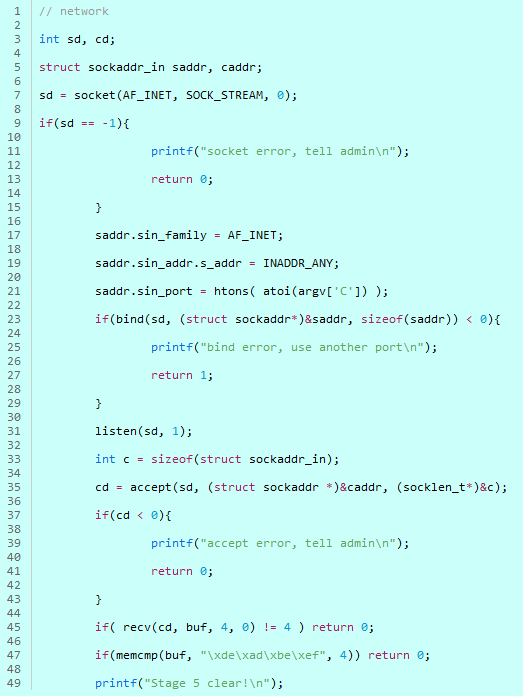 1 // network
2
3 int sd, cd;
4
5 struct sockaddr_in saddr, caddr;
6
7 sd = socket(AF_INET, SOCK_STREAM, 0);
8
9 if(sd == -1){
10
11 printf("socket error, tell admin\n");
12
13 return 0;
14
15 }
16
17 saddr.sin_family = AF_INET;
18
19 saddr.sin_addr.s_addr = INADDR_ANY;
20
21 saddr.sin_port = htons( atoi(argv['C']) );
22
23 if(bind(sd, (struct sockaddr*)&saddr, sizeof(saddr)) < 0){
24
25 printf("bind error, use another port\n");
26
27 return 1;
28
29 }
30
31 listen(sd, 1);
32
33 int c = sizeof(struct sockaddr_in);
34
35 cd = accept(sd, (struct sockaddr *)&caddr, (socklen_t*)&c);
36
37 if(cd < 0){
38
39 printf("accept error, tell admin\n");
40
41 return 0;
42
43 }
44
45 if( recv(cd, buf, 4, 0) != 4 ) return 0;
46
47 if(memcmp(buf, "\xde\xad\xbe\xef", 4)) return 0;
48
49 printf("Stage 5 clear!\n");